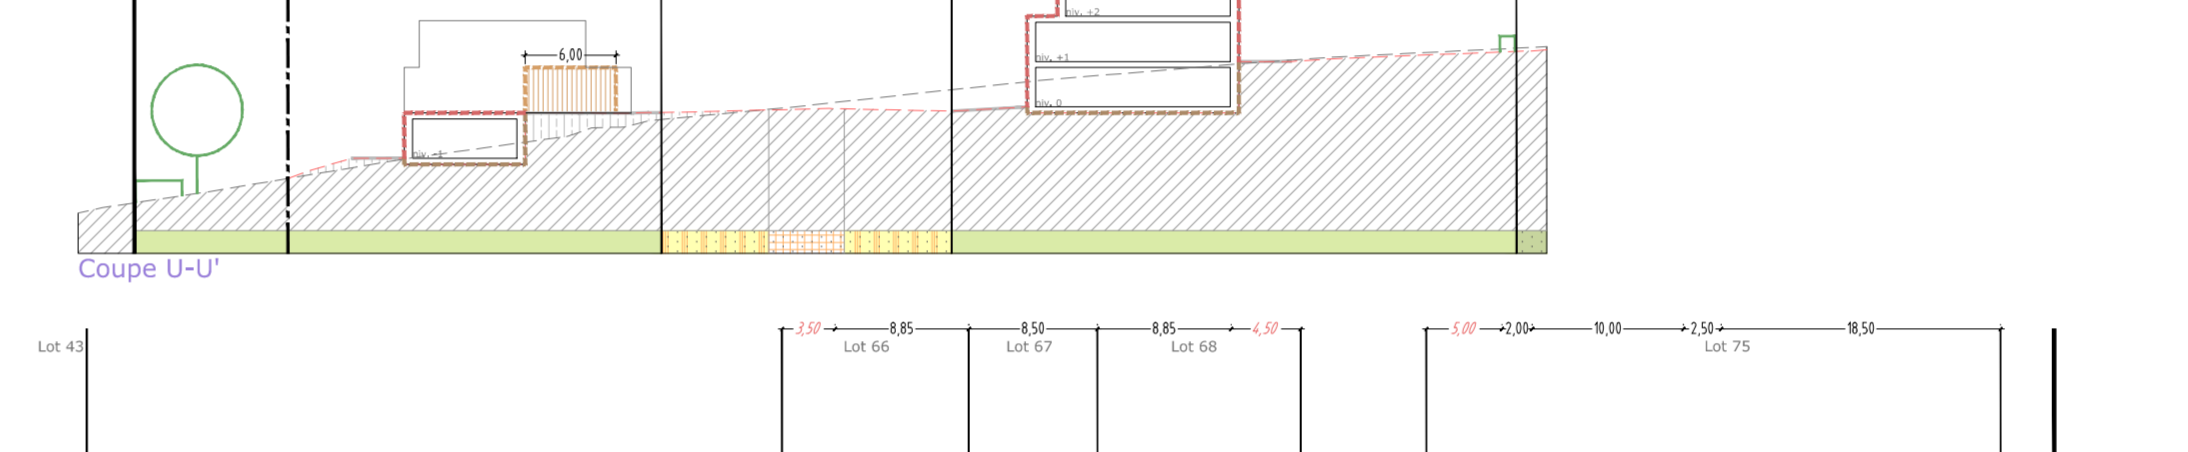 niv. +2
6,00
niv. +1
niv. 0
niv. -1
Coupe U-U'
3,50 8,85 8,50 8,85 4,50 5,00 2,00 10,00 2,50 18,50
Lot 43 Lot 66 Lot 67 Lot 68 Lot 75